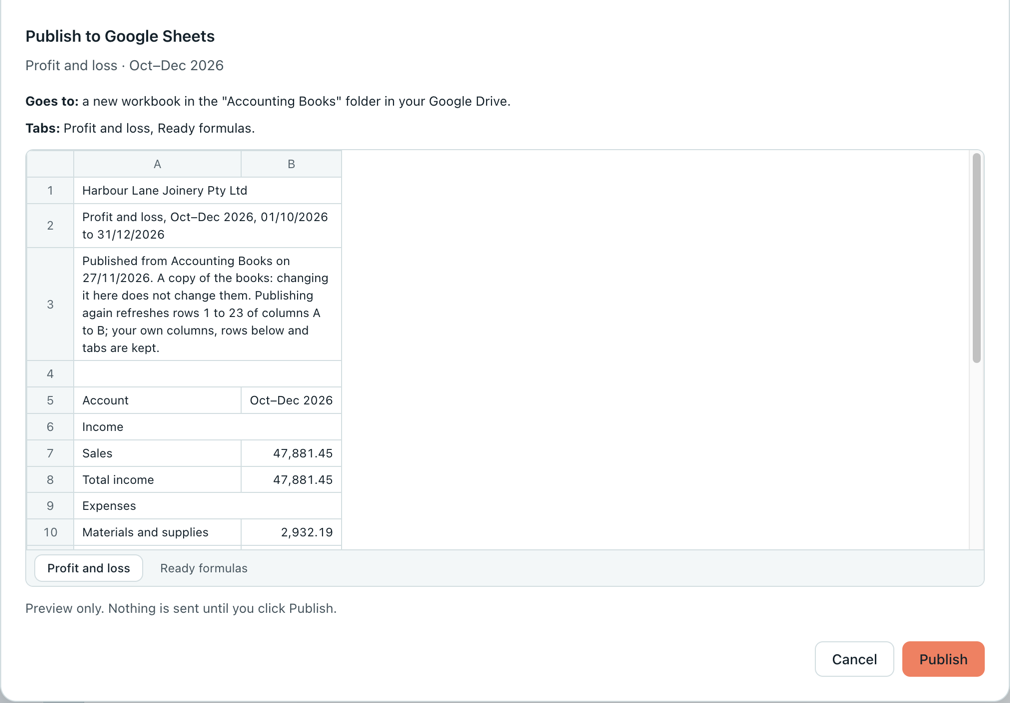 Publish to Google Sheets
Profit and loss · Oct–Dec 2026
Goes to: a new workbook in the "Accounting Books" folder in your Google Drive.
Tabs: Profit and loss, Ready formulas.
A B
1 Harbour Lane Joinery Pty Ltd
2 Profit and loss, Oct–Dec 2026, 01/10/2026
to 31/12/2026
3 Published from Accounting Books on
27/11/2026. A copy of the books: changing
it here does not change them. Publishing
again refreshes rows 1 to 23 of columns A
to B; your own columns, rows below and
tabs are kept.
4
5 Account Oct–Dec 2026
6 Income
7 Sales 47,881.45
8 Total income 47,881.45
9 Expenses
10 Materials and supplies 2,932.19
Profit and loss Ready formulas
Preview only. Nothing is sent until you click Publish.
Cancel Publish